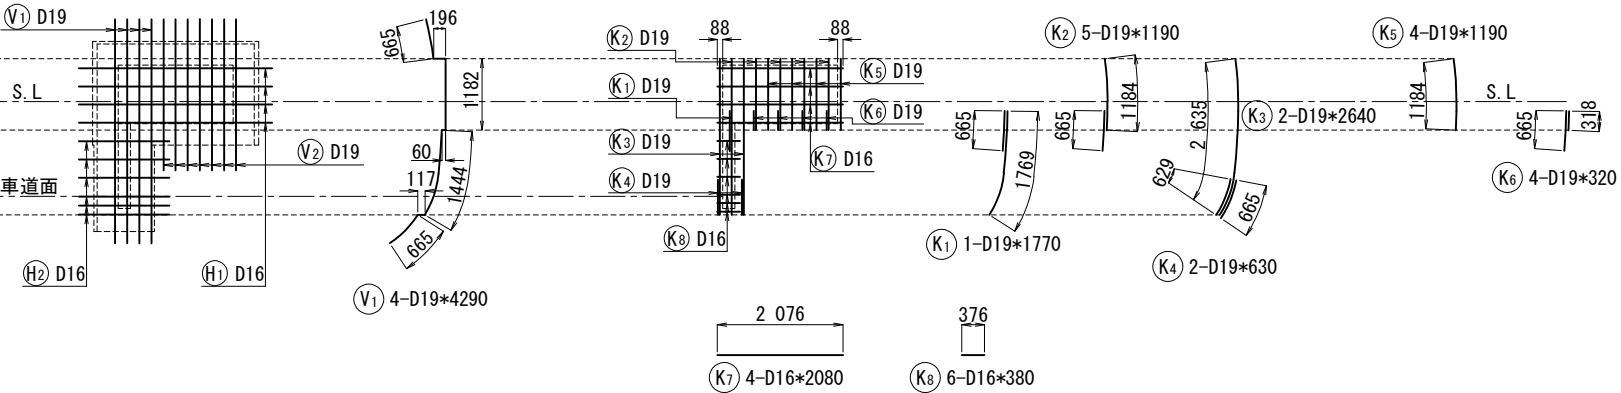 V1 D19
S.L
車道面
H2 D16
H1 D16
V2 D19
665
196
1182
60
117
1444
665
V1 4-D19*4290
88
88
K2 D19
K5 D19
K1 D19
K6 D19
K3 D19
K7 D16
K4 D19
K8 D16
2 076
K7 4-D16*2080
376
K8 6-D16*380
665
1769
K1 1-D19*1770
K2 5-D19*1190
1184
665
2 635
K3 2-D19*2640
629
665
K4 2-D19*630
K5 4-D19*1190
1184
S.L
665
318
K6 4-D19*320